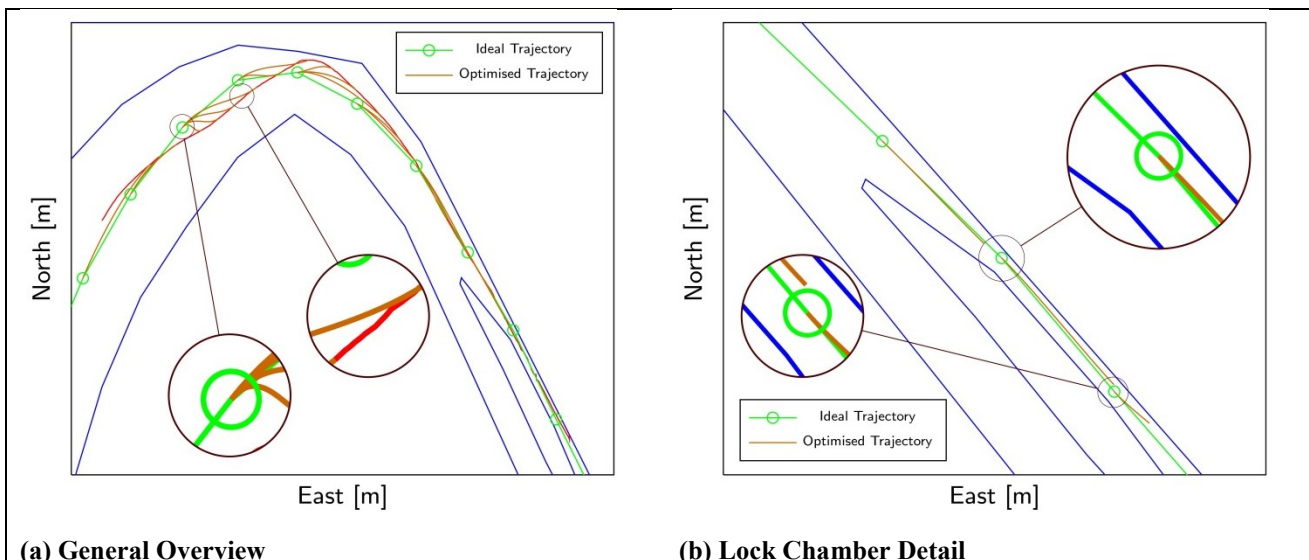 Ideal Trajectory
Optimised Trajectory
North [m]
East [m]
(a) General Overview
North [m]
Ideal Trajectory
Optimised Trajectory
East [m]
(b) Lock Chamber Detail